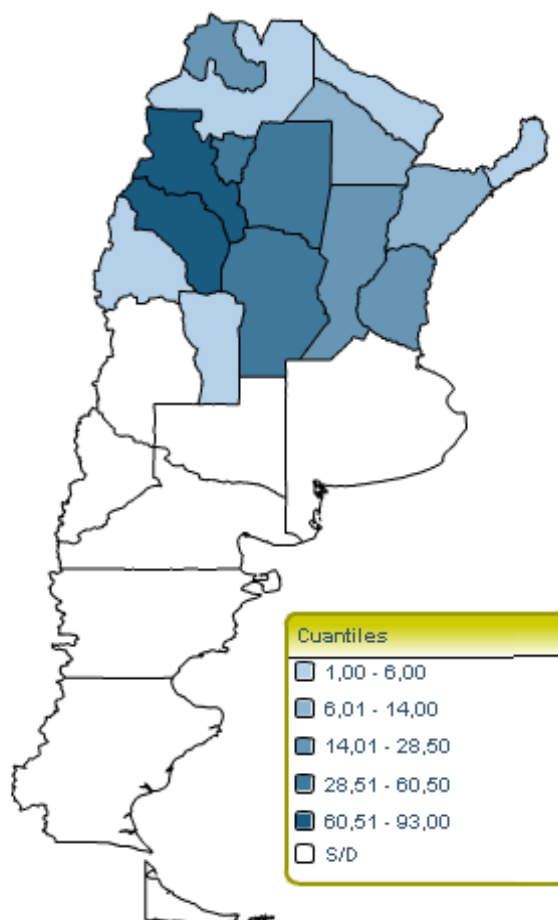 Cuantiles
1,00 - 6,00
6,01 - 14,00
14,01 - 28,50
28,51 - 60,50
60,51 - 93,00
S/D